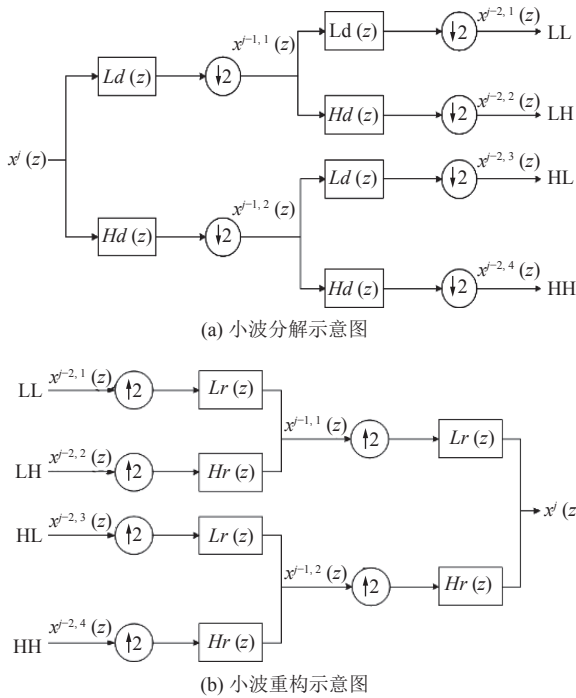 x^{j−2, 1} (z)
x^{j−1, 1} (z) Ld (z) ↓2 LL
Ld (z) ↓2
x^{j−2, 2} (z)
Hd (z) ↓2 LH
x^j (z)
x^{j−2, 3} (z)
x^{j−1, 2} (z) Ld (z) ↓2 HL
Hd (z) ↓2
x^{j−2, 4} (z)
Hd (z) ↓2 HH
(a) 小波分解示意图
x^{j−2, 1} (z)
LL ↑2 Lr (z)
x^{j−1, 1} (z) ↑2 Lr (z)
x^{j−2, 2} (z)
LH ↑2 Hr (z)
x^j (z
x^{j−2, 3} (z)
HL ↑2 Lr (z)
x^{j−1, 2} (z) ↑2 Hr (z)
x^{j−2, 4} (z)
HH ↑2 Hr (z)
(b) 小波重构示意图